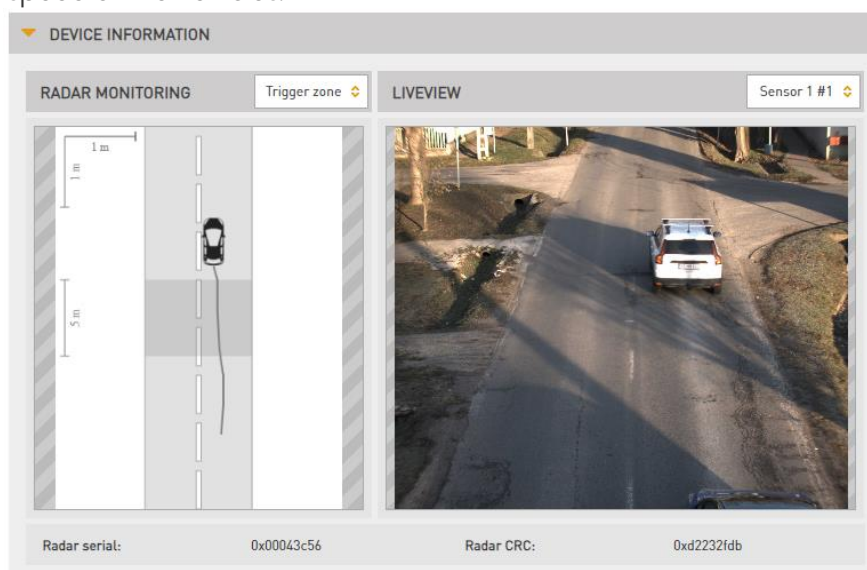 DEVICE INFORMATION
RADAR MONITORING
Trigger zone
LIVEVIEW
Sensor 1 #1
1 m
1 m
5 m
Radar serial: 0x00043c56 Radar CRC: 0xd2232fdb